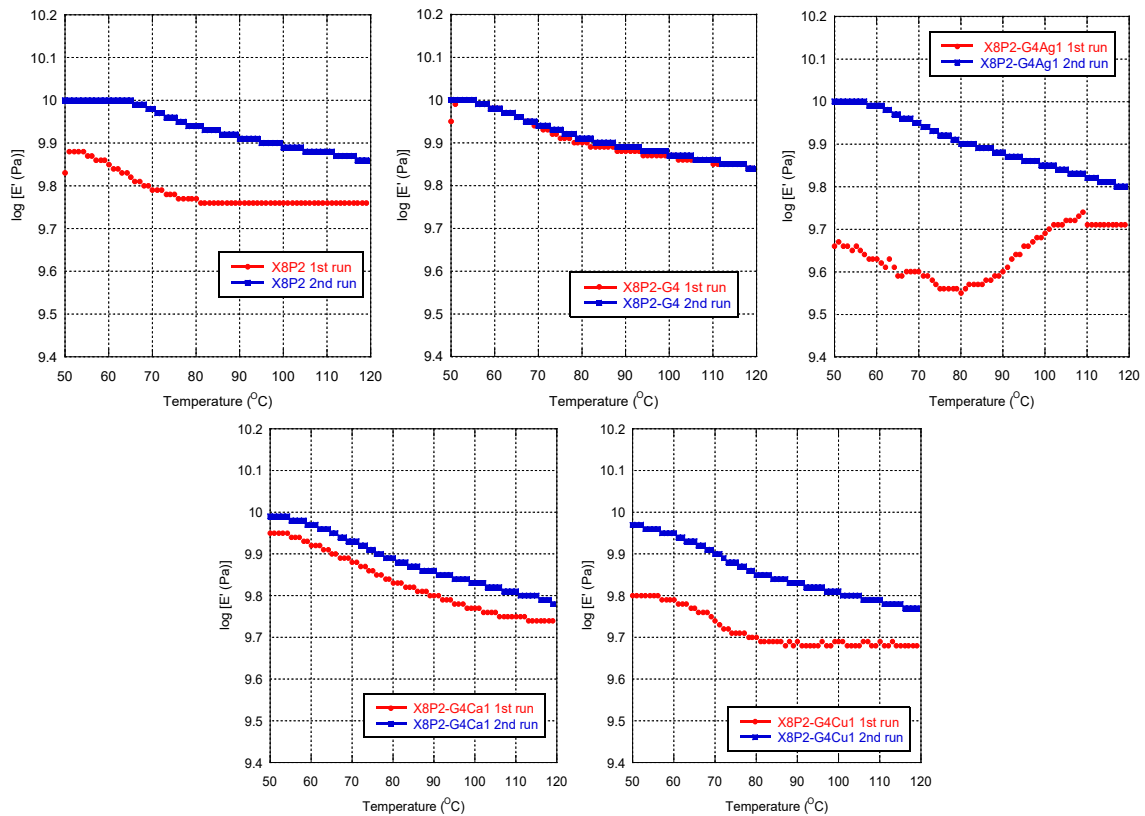 10.2
10.1
10
9.9
9.8
9.7
9.6
9.5
9.4
log [E' (Pa)]
X8P2 1st run
X8P2 2nd run
50 60 70 80 90 100 110 120
Temperature (OC)
10.2
10.1
10
9.9
9.8
9.7
9.6
9.5
9.4
log [E' (Pa)]
X8P2-G4 1st run
X8P2-G4 2nd run
50 60 70 80 90 100 110 120
Temperature (OC)
10.2
10.1
10
9.9
9.8
9.7
9.6
9.5
9.4
log [E' (Pa)]
X8P2-G4Ag1 1st run
X8P2-G4Ag1 2nd run
50 60 70 80 90 100 110 120
Temperature (OC)
10.2
10.1
10
9.9
9.8
9.7
9.6
9.5
9.4
log [E' (Pa)]
X8P2-G4Ca1 1st run
X8P2-G4Ca1 2nd run
50 60 70 80 90 100 110 120
Temperature (OC)
10.2
10.1
10
9.9
9.8
9.7
9.6
9.5
9.4
log [E' (Pa)]
X8P2-G4Cu1 1st run
X8P2-G4Cu1 2nd run
50 60 70 80 90 100 110 120
Temperature (OC)